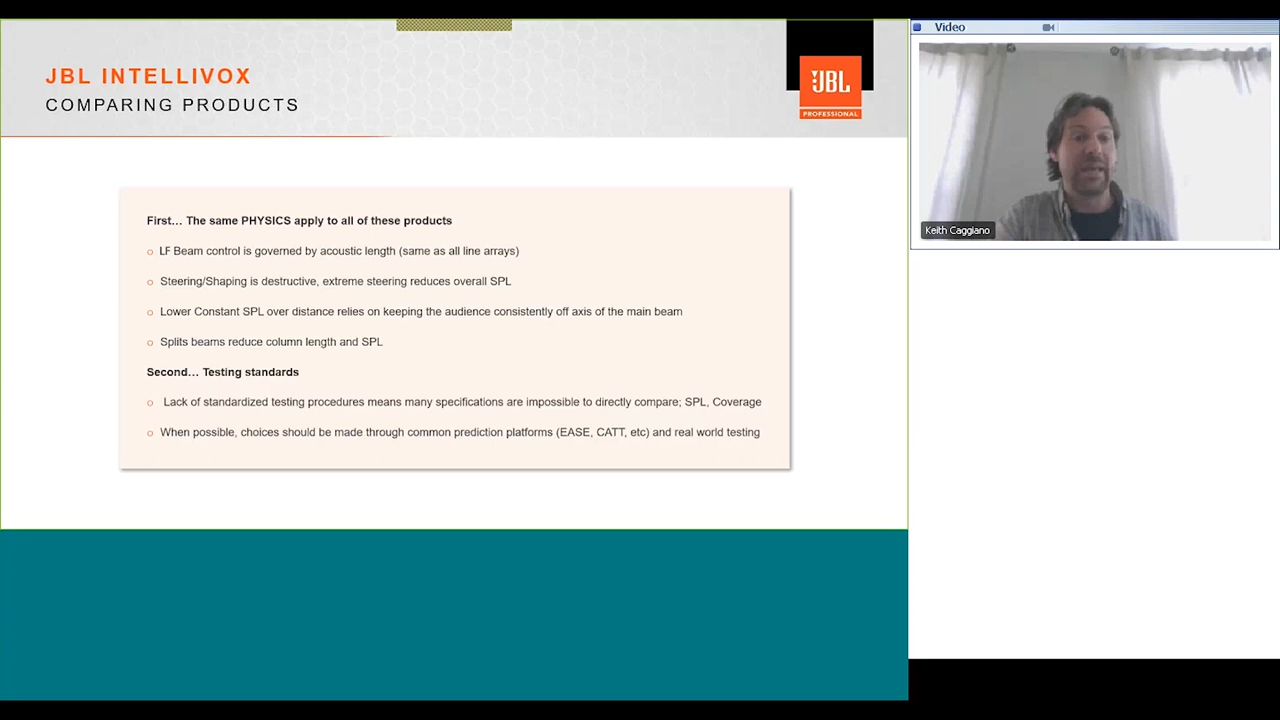 JBL INTELLIVOX
COMPARING PRODUCTS
JBL
PROFESSIONAL
First... The same PHYSICS apply to all of these products
LF Beam control is governed by acoustic length (same as all line arrays)
Steering/Shaping is destructive, extreme steering reduces overall SPL
Lower Constant SPL over distance relies on keeping the audience consistently off axis of the main beam
Splits beams reduce column length and SPL
Second... Testing standards
Lack of standardized testing procedures means many specifications are impossible to directly compare; SPL, Coverage
When possible, choices should be made through common prediction platforms (EASE, CATT, etc) and real world testing
Video
Keith Caggiano